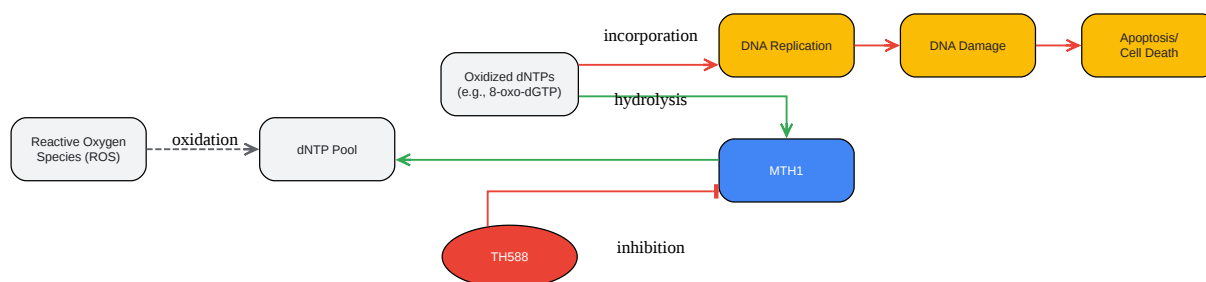 incorporation
DNA Replication
DNA Damage
Apoptosis/
Cell Death
Oxidized dNTPs
(e.g., 8-oxo-dGTP)
hydrolysis
Reactive Oxygen
Species (ROS)
oxidation
dNTP Pool
MTH1
TH588
inhibition